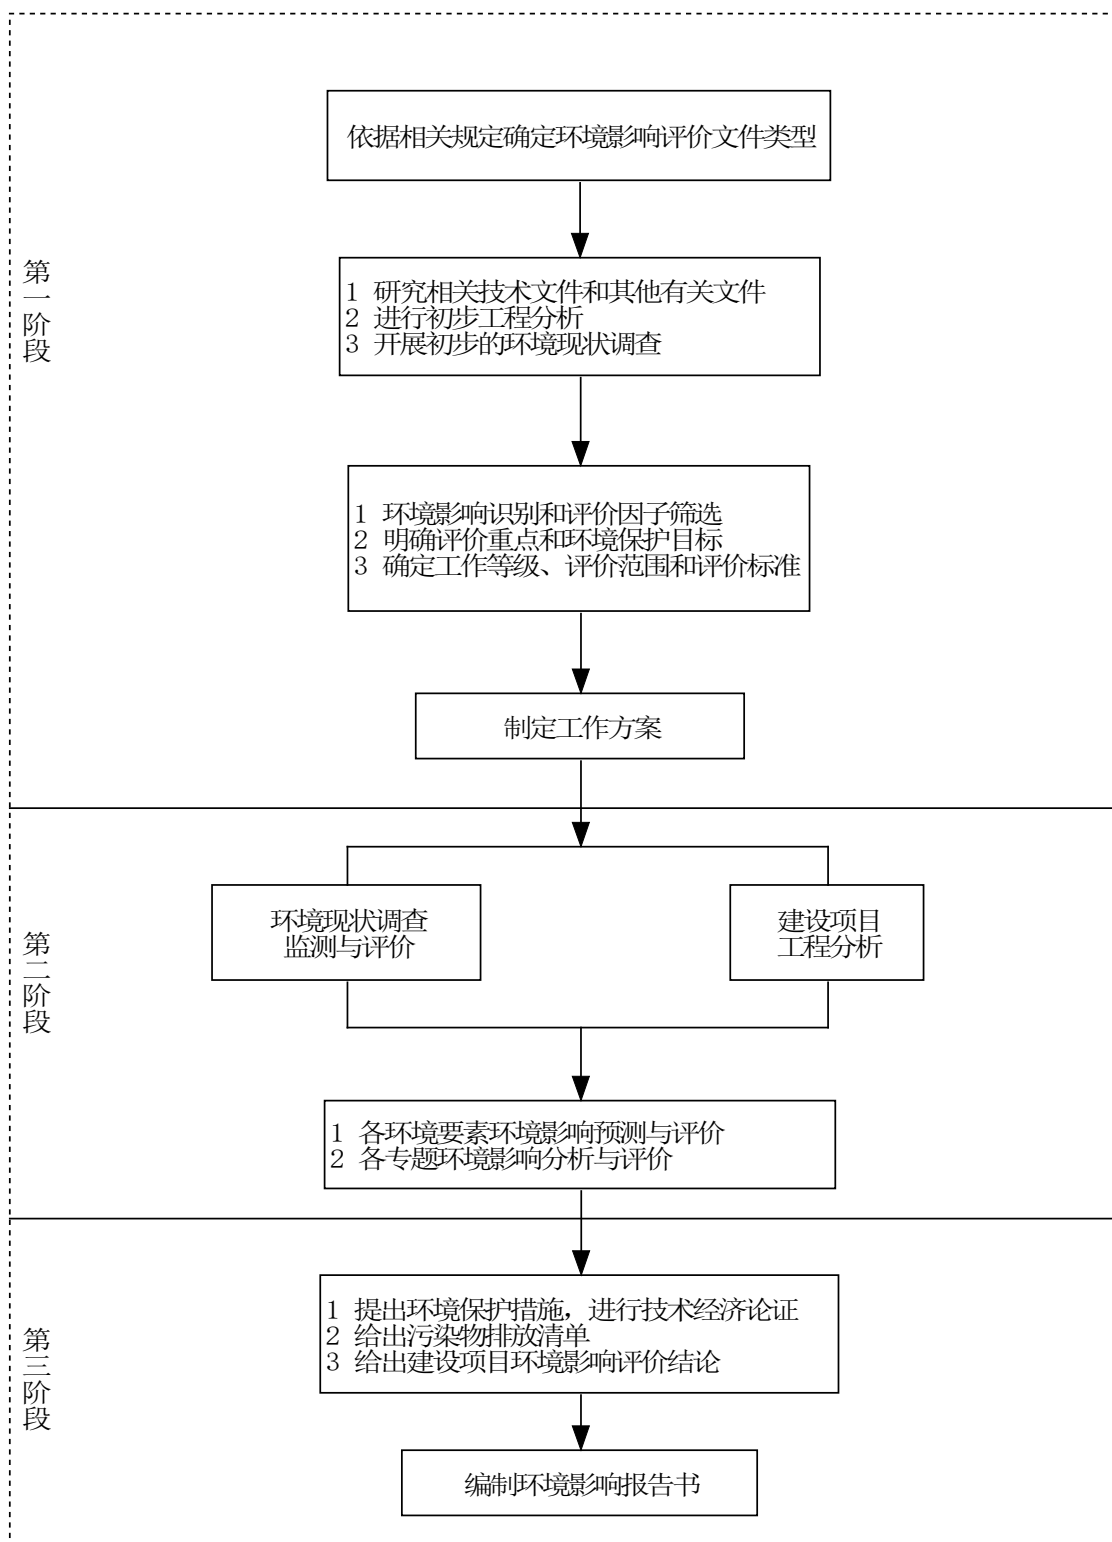 依据相关规定确定环境影响评价文件类型
第一阶段
1 研究相关技术文件和其他有关文件
2 进行初步工程分析
3 开展初步的环境现状调查
1 环境影响识别和评价因子筛选
2 明确评价重点和环境保护目标
3 确定工作等级、评价范围和评价标准
制定工作方案
第二阶段
环境现状调查
监测与评价
建设项目
工程分析
1 各环境要素环境影响预测与评价
2 各专题环境影响分析与评价
第三阶段
1 提出环境保护措施，进行技术经济论证
2 给出污染物排放清单
3 给出建设项目环境影响评价结论
编制环境影响报告书